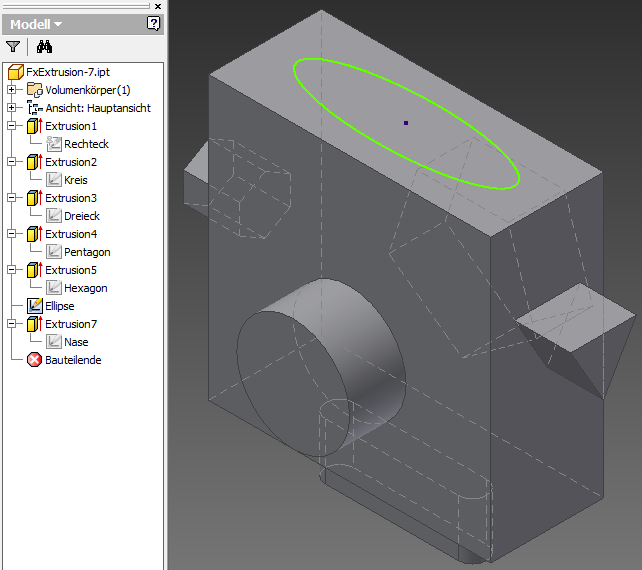 Modell
FxExtrusion-7.ipt
Volumenkörper(1)
Ansicht: Hauptansicht
Extrusion1
Rechteck
Extrusion2
Kreis
Extrusion3
Dreieck
Extrusion4
Pentagon
Extrusion5
Hexagon
Ellipse
Extrusion7
Nase
Bauteilende